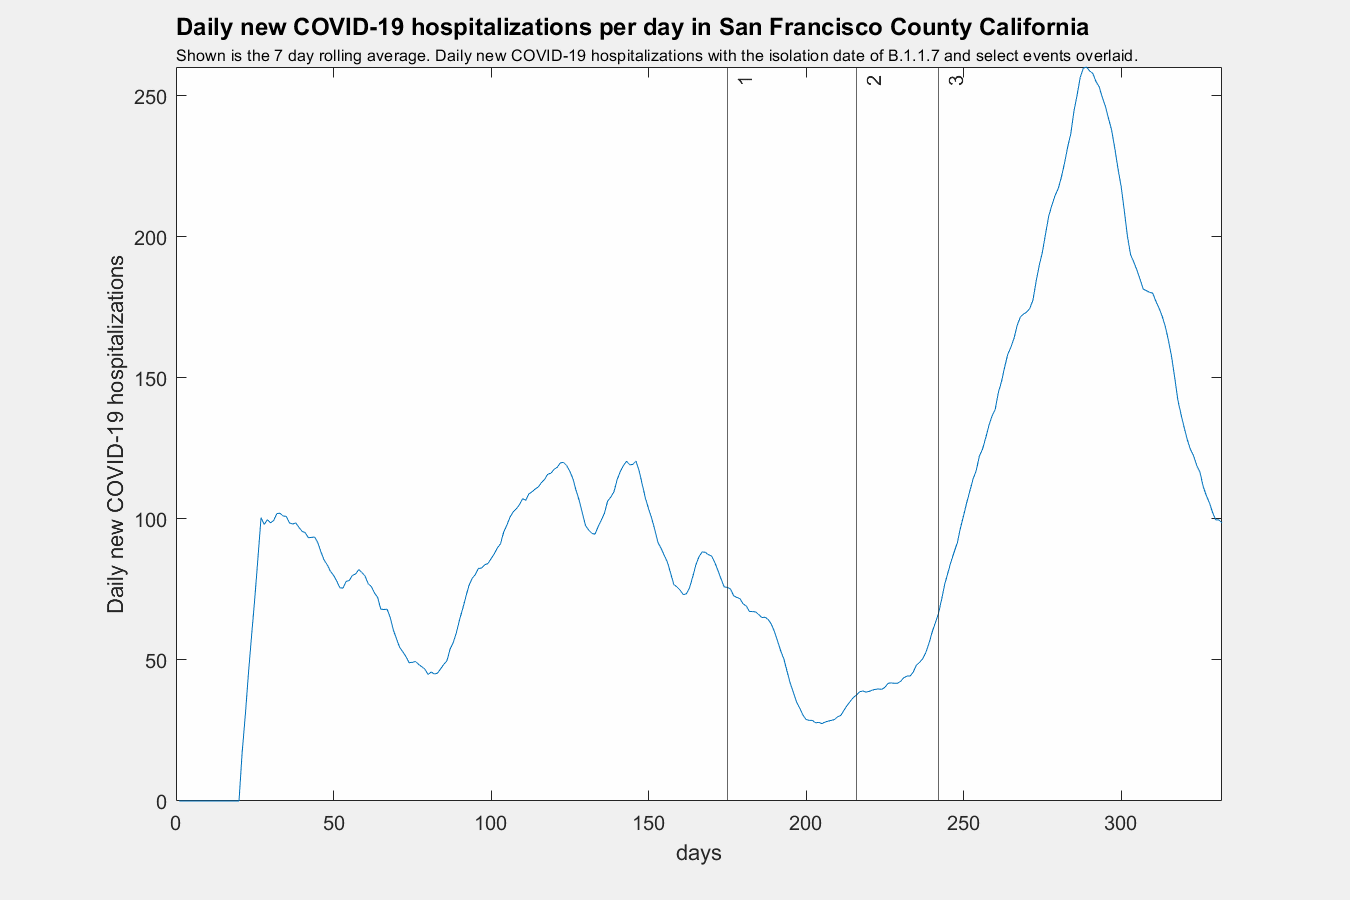 Daily new COVID-19 hospitalizations per day in San Francisco County California
Shown is the 7 day rolling average. Daily new COVID-19 hospitalizations with the isolation date of B.1.1.7 and select events overlaid.
1
2
3
250
200
150
100
50
0
Daily new COVID-19 hospitalizations
0 50 100 150 200 250 300
days